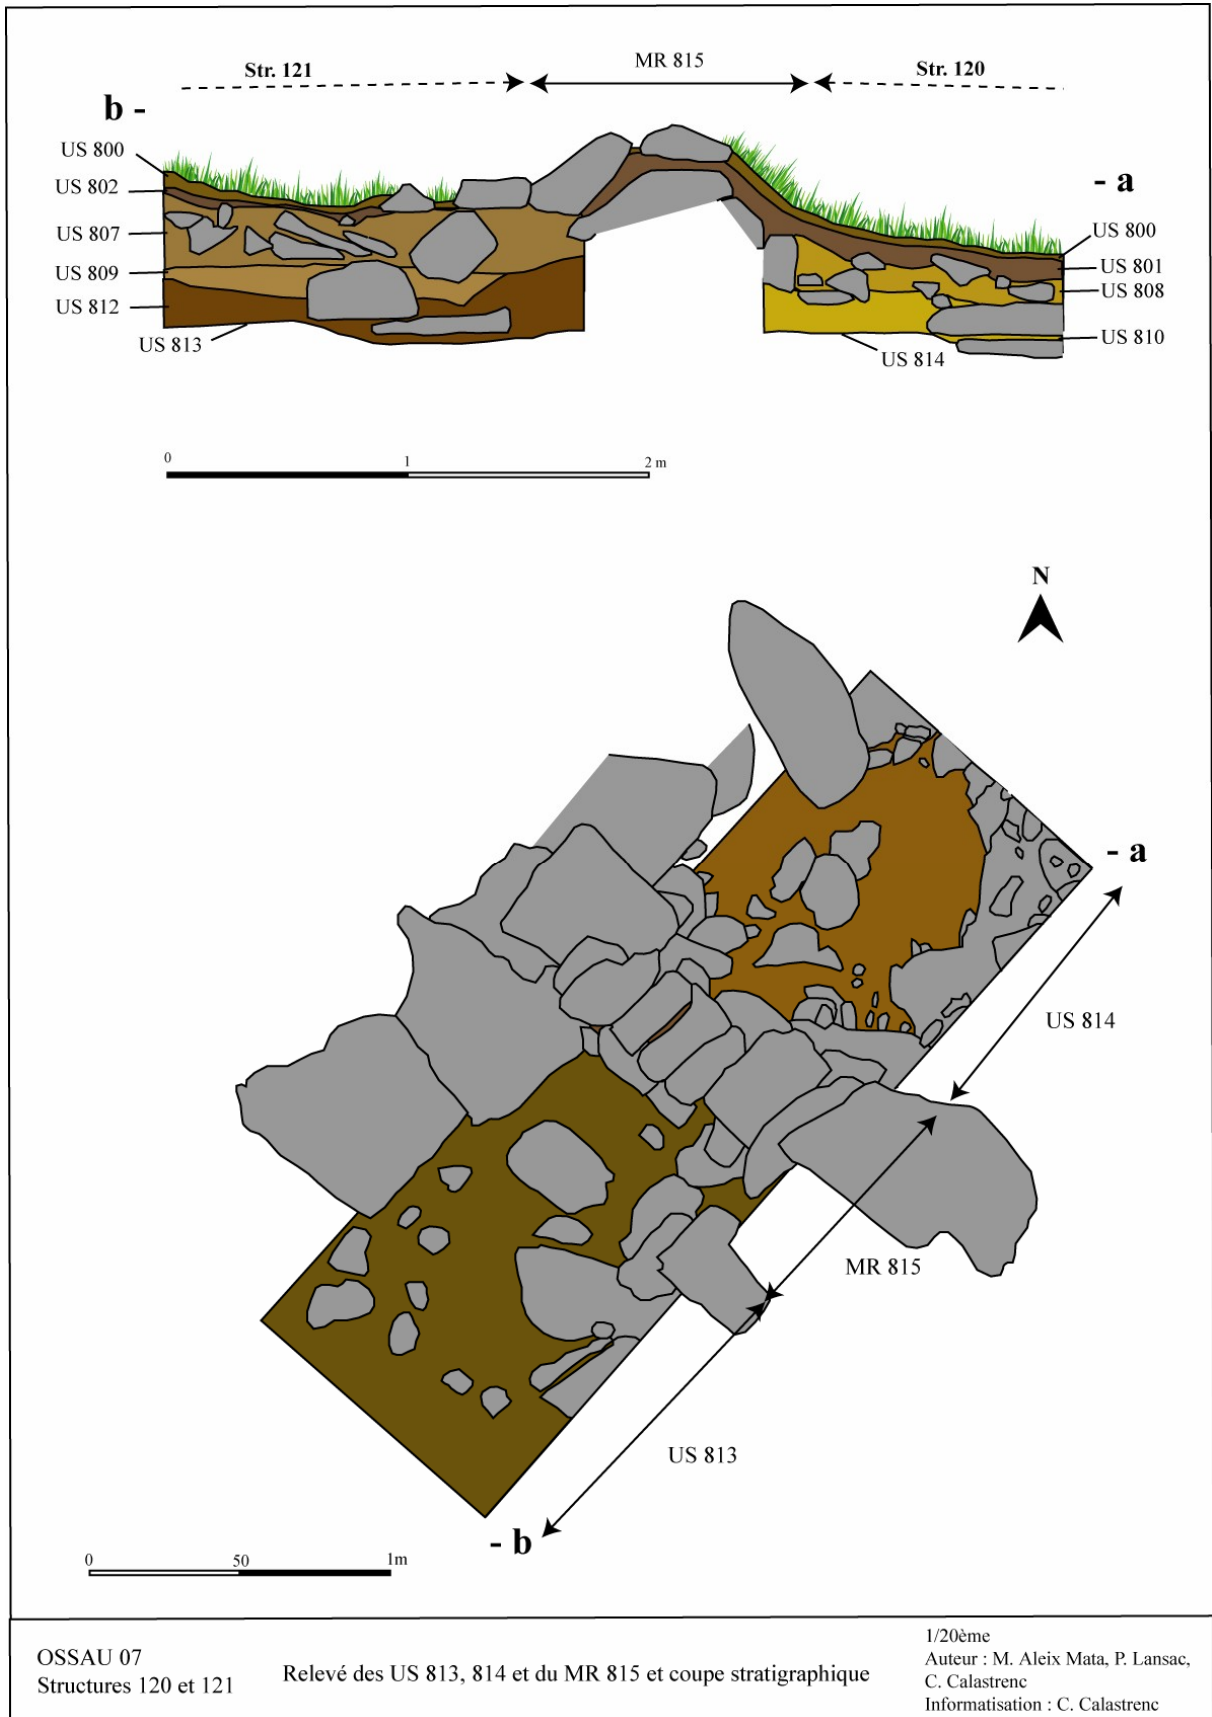 Str. 121
MR 815
Str. 120
b -
- a
US 800
US 802
US 807
US 809
US 812
US 813
US 800
US 801
US 808
US 810
US 814
0 1 2 m
N
- a
US 814
MR 815
US 813
- b
0 50 1m
OSSAU 07
Structures 120 et 121
Relevé des US 813, 814 et du MR 815 et coupe stratigraphique
1/20ème
Auteur : M. Aleix Mata, P. Lansac,
C. Calastrenc
Informatisation : C. Calastrenc